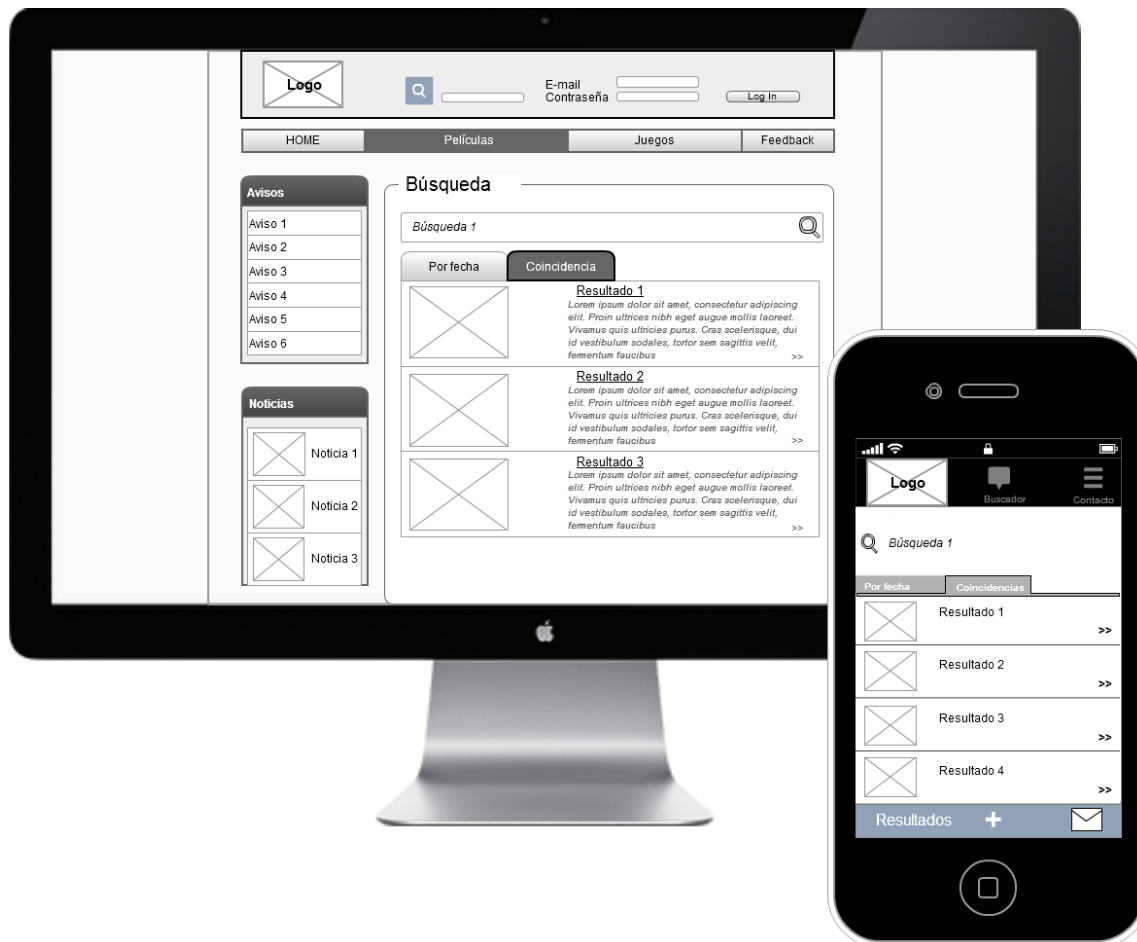 Logo
E-mail
Contraseña
Log In
HOME Películas Juegos Feedback
Avisos
Aviso 1
Aviso 2
Aviso 3
Aviso 4
Aviso 5
Aviso 6
Noticias
Noticia 1
Noticia 2
Noticia 3
Búsqueda
Búsqueda 1
Por fecha Coincidencia
Resultado 1
Lorem ipsum dolor sit amet, consectetur adipiscing
elit. Proin ultrices nibh eget augue mollis laoreet.
Vivamus quis ultricies purus. Cras scelerisque, dui
id vestibulum sodales, tortor sem sagittis velit,
fementum faucibus >>
Resultado 2
Lorem ipsum dolor sit amet, consectetur adipiscing
elit. Proin ultrices nibh eget augue mollis laoreet.
Vivamus quis ultricies purus. Cras scelerisque, dui
id vestibulum sodales, tortor sem sagittis velit,
fementum faucibus >>
Resultado 3
Lorem ipsum dolor sit amet, consectetur adipiscing
elit. Proin ultrices nibh eget augue mollis laoreet.
Vivamus quis ultricies purus. Cras scelerisque, dui
id vestibulum sodales, tortor sem sagittis velit,
fementum faucibus >>
Logo Buscador Contacto
Búsqueda 1
Por fecha Coincidencias
Resultado 1
>>
Resultado 2
>>
Resultado 3
>>
Resultado 4
>>
Resultados +